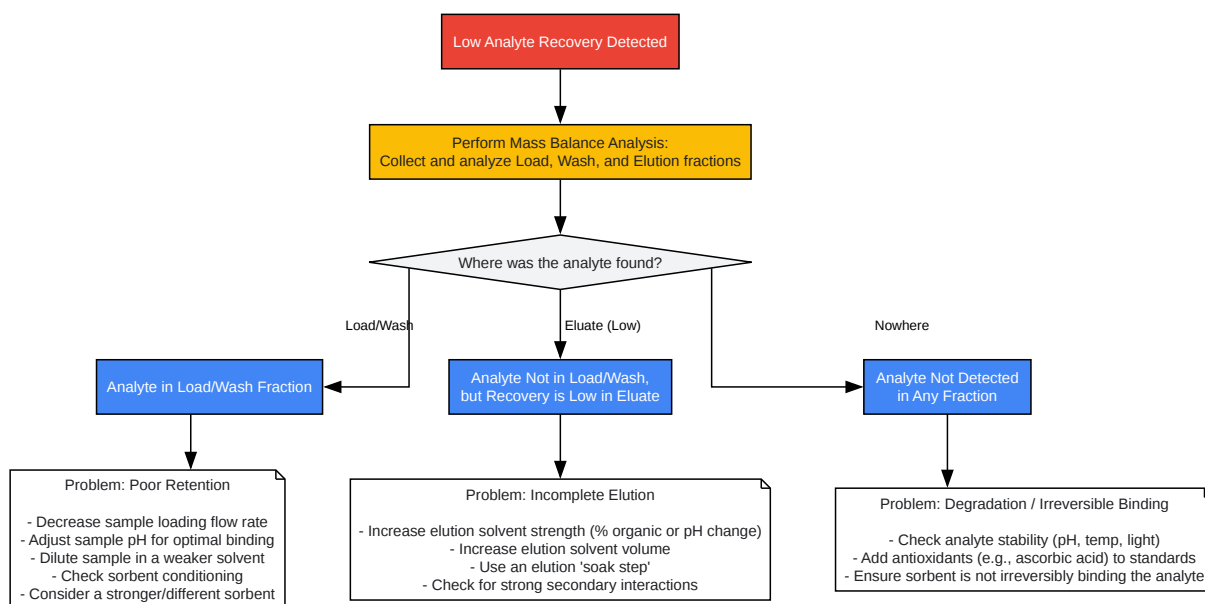 Low Analyte Recovery Detected
Perform Mass Balance Analysis:
Collect and analyze Load, Wash, and Elution fractions
Where was the analyte found?
Load/Wash
Eluate (Low)
Nowhere
Analyte in Load/Wash Fraction
Analyte Not in Load/Wash,
but Recovery is Low in Eluate
Analyte Not Detected
in Any Fraction
Problem: Poor Retention
- Decrease sample loading flow rate
- Adjust sample pH for optimal binding
- Dilute sample in a weaker solvent
- Check sorbent conditioning
- Consider a stronger/different sorbent
Problem: Incomplete Elution
- Increase elution solvent strength (% organic or pH change)
- Increase elution solvent volume
- Use an elution 'soak step'
- Check for strong secondary interactions
Problem: Degradation / Irreversible Binding
- Check analyte stability (pH, temp, light)
- Add antioxidants (e.g., ascorbic acid) to standards
- Ensure sorbent is not irreversibly binding the analyte